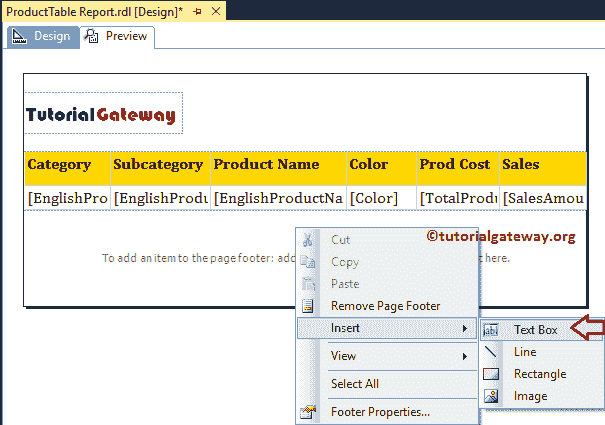 ProductTable Report.rdl [Design]*
Design Preview
TutorialGateway
Category Subcategory Product Name Color Prod Cost Sales
[EnglishPro [EnglishProdu [EnglishProductNa [Color] [TotalProdu [SalesAmou
©tutorialgateway.org
To add an item to the page footer: add here.
Cut
Copy
Paste
Remove Page Footer
Insert
View
Select All
Footer Properties...
abl Text Box
Line
Rectangle
Image